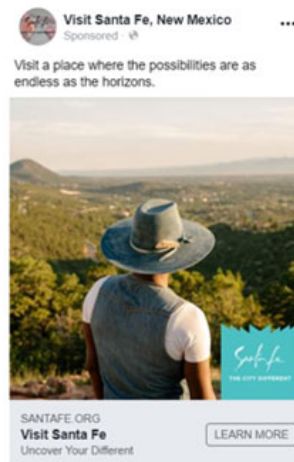 Visit Santa Fe, New Mexico
Sponsored ·
Visit a place where the possibilities are as
endless as the horizons.
Santa Fe
THE CITY DIFFERENT
SANTAFE.ORG
Visit Santa Fe
Uncover Your Different
LEARN MORE